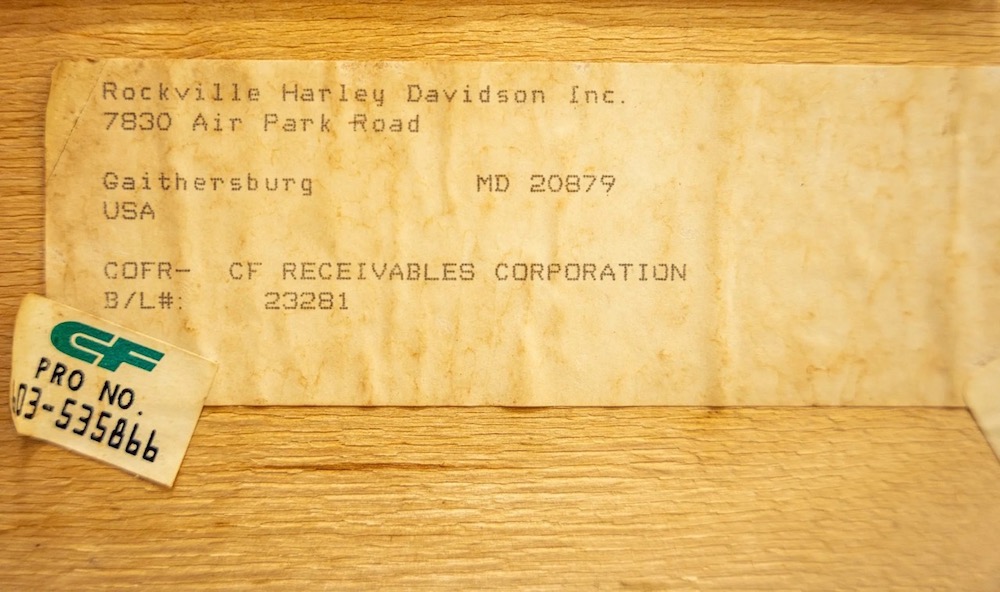 Rockville Harley Davidson Inc.
7830 Air Park Road
Gaithersburg MD 20879
USA
COFR- CF RECEIVABLES CORPORATION
B/L#: 23281
CF
PRO NO.
03-535866